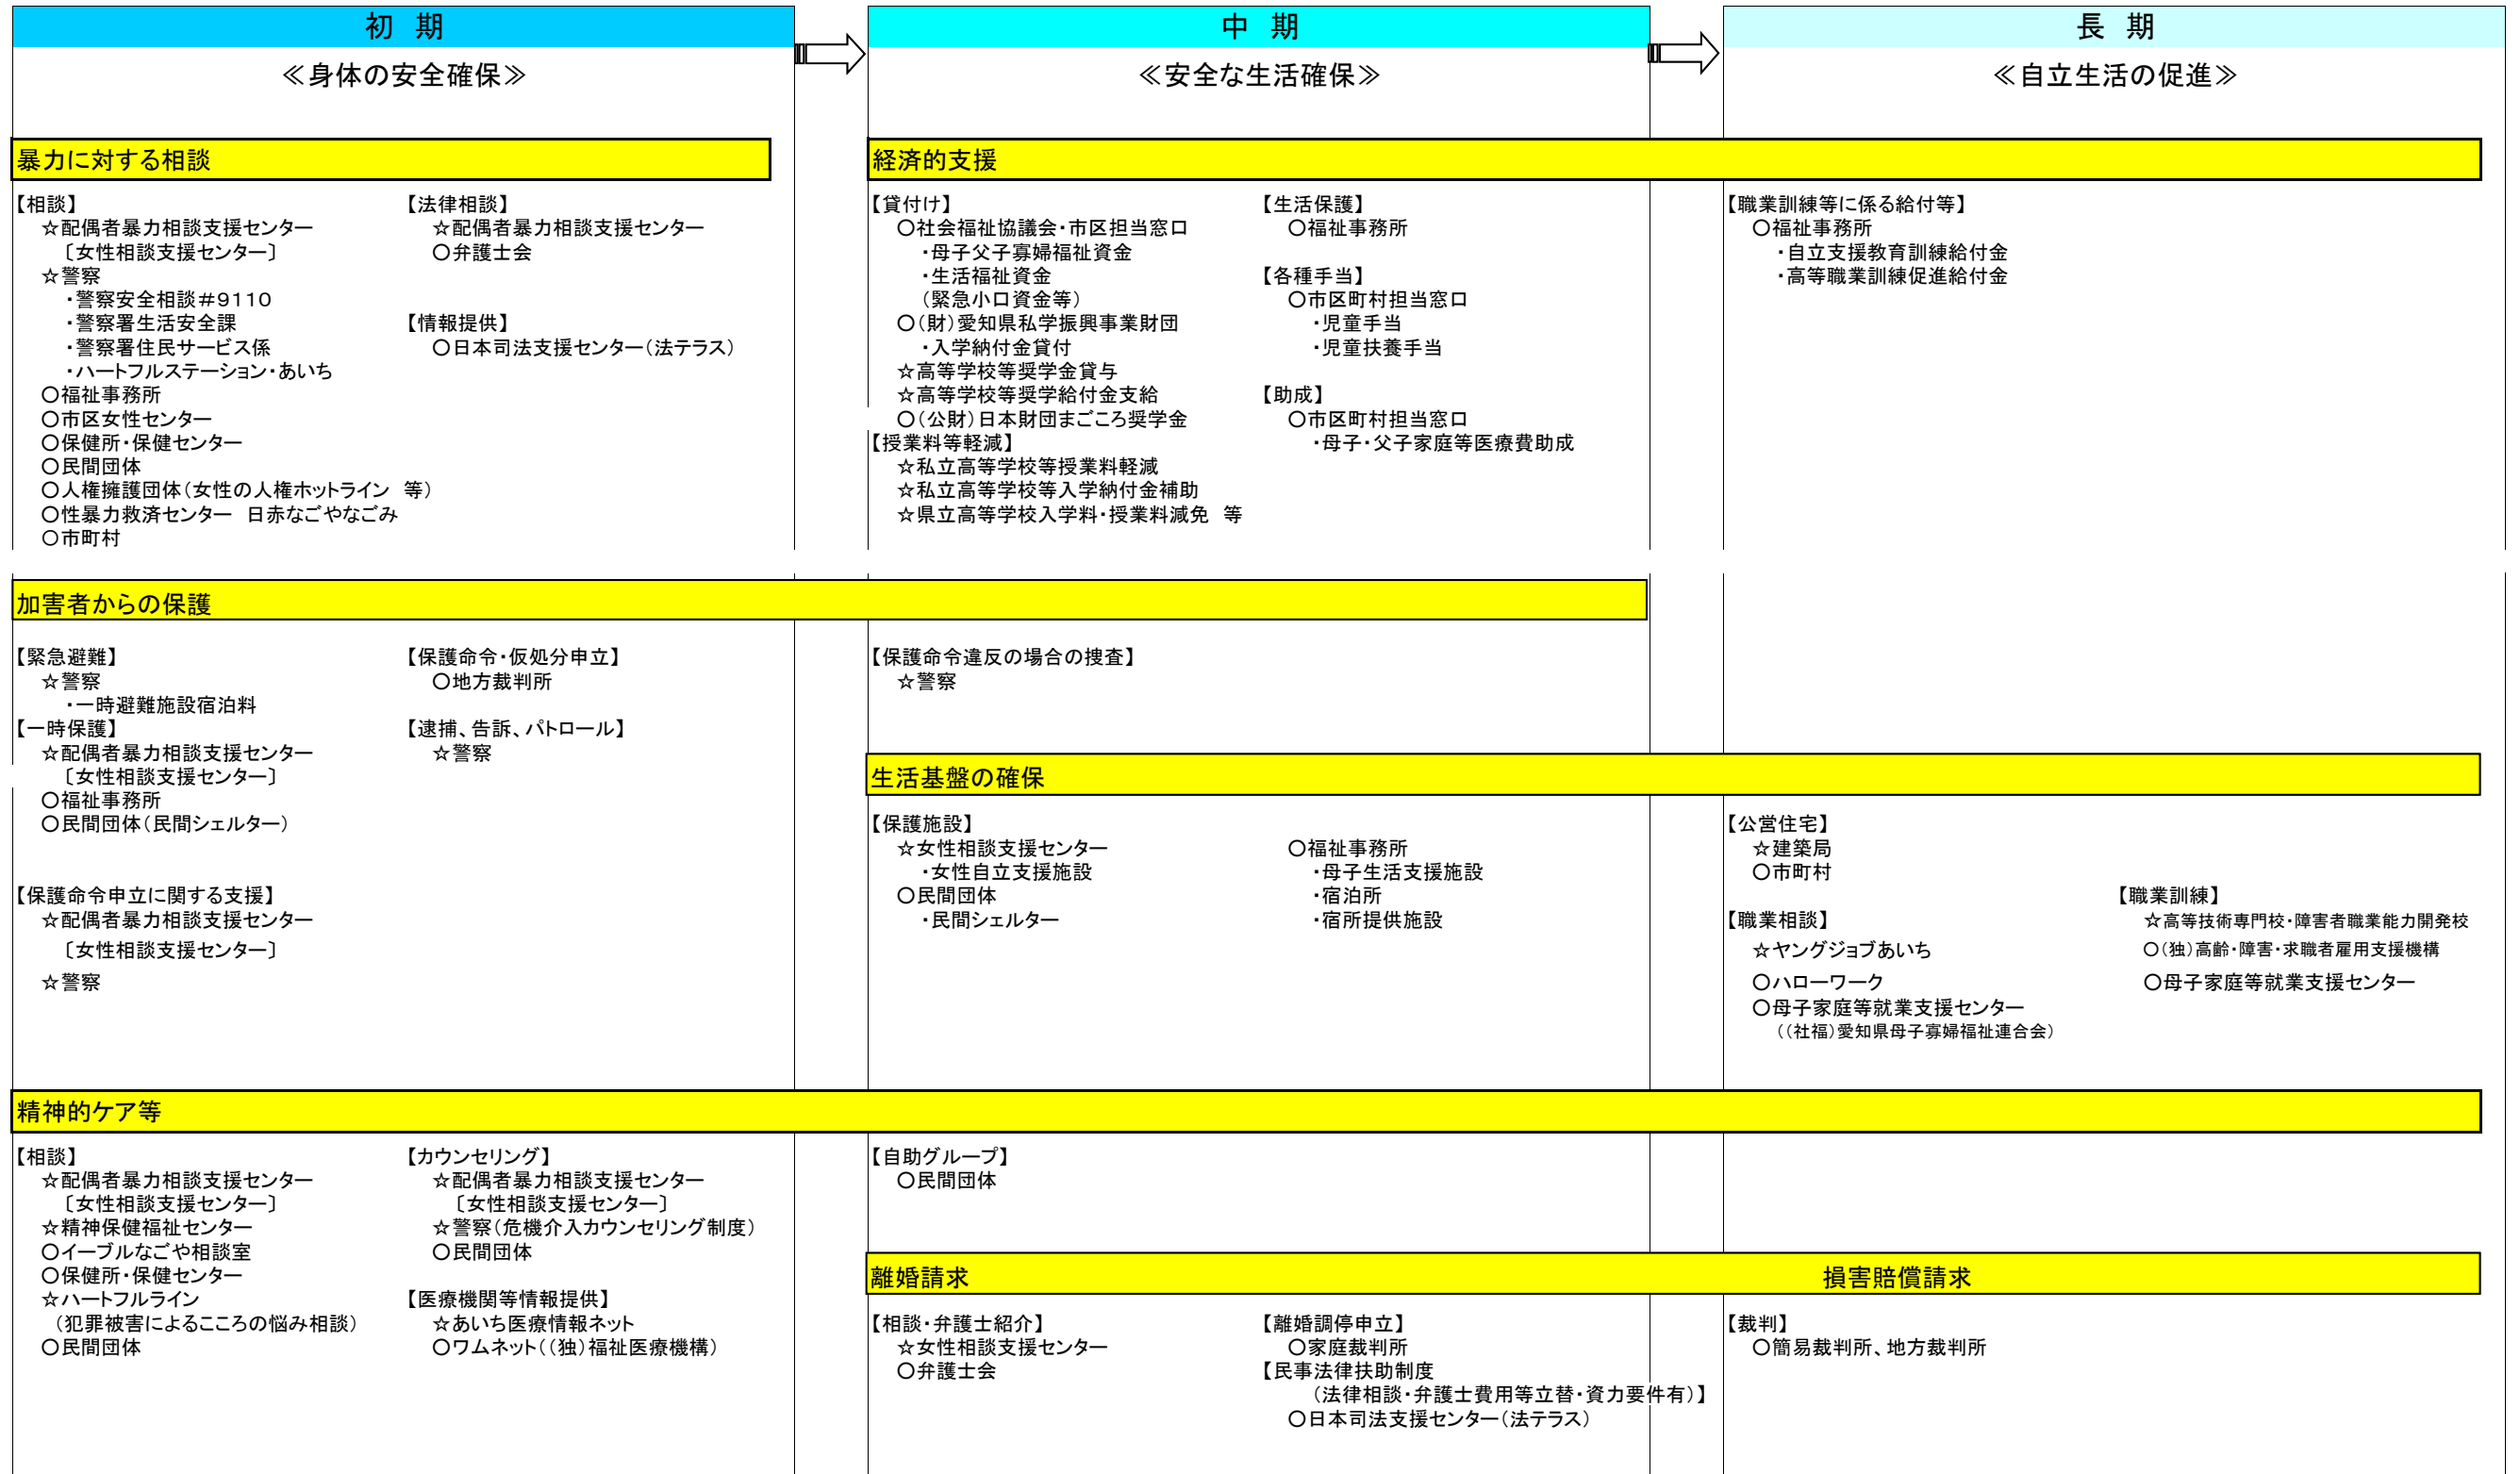 初　期
≪身体の安全確保≫
中　期
≪安全な生活確保≫
長　期
≪自立生活の促進≫
暴力に対する相談
【相談】
☆配偶者暴力相談支援センター
〔女性相談支援センター〕
☆警察
・警察安全相談＃9110
・警察署生活安全課
・警察署住民サービス係
・ハートフルステーション・あいち
〇福祉事務所
〇市区女性センター
〇保健所・保健センター
〇民間団体
〇人権擁護団体（女性の人権ホットライン　等）
〇性暴力救済センター　日赤なごやなごみ
〇市町村
【法律相談】
☆配偶者暴力相談支援センター
〇弁護士会
【情報提供】
〇日本司法支援センター（法テラス）
経済的支援
【貸付け】
〇社会福祉協議会・市区担当窓口
・母子父子寡婦福祉資金
・生活福祉資金
（緊急小口資金等）
〇（財）愛知県私学振興事業財団
・入学納付金貸付
☆高等学校等奨学金貸与
☆高等学校等奨学給付金支給
〇（公財）日本財団まごころ奨学金
【授業料等軽減】
☆私立高等学校等授業料軽減
☆私立高等学校等入学納付金補助
☆県立高等学校入学料・授業料減免　等
【生活保護】
〇福祉事務所
【各種手当】
〇市区町村担当窓口
・児童手当
・児童扶養手当
【助成】
〇市区町村担当窓口
・母子・父子家庭等医療費助成
【職業訓練等に係る給付等】
〇福祉事務所
・自立支援教育訓練給付金
・高等職業訓練促進給付金
加害者からの保護
【緊急避難】
☆警察
・一時避難施設宿泊料
【一時保護】
☆配偶者暴力相談支援センター
〔女性相談支援センター〕
〇福祉事務所
〇民間団体（民間シェルター）
【保護命令申立に関する支援】
☆配偶者暴力相談支援センター
〔女性相談支援センター〕
☆警察
【保護命令・仮処分申立】
〇地方裁判所
【逮捕、告訴、パトロール】
☆警察
【保護命令違反の場合の捜査】
☆警察
生活基盤の確保
【保護施設】
☆女性相談支援センター
・女性自立支援施設
〇民間団体
・民間シェルター
〇福祉事務所
・母子生活支援施設
・宿泊所
・宿所提供施設
【公営住宅】
☆建築局
〇市町村
【職業相談】
☆ヤングジョブあいち
〇ハローワーク
〇母子家庭等就業支援センター
（（社福）愛知県母子寡婦福祉連合会）
【職業訓練】
☆高等技術専門校・障害者職業能力開発校
〇（独）高齢・障害・求職者雇用支援機構
〇母子家庭等就業支援センター
精神的ケア等
【相談】
☆配偶者暴力相談支援センター
〔女性相談支援センター〕
☆精神保健福祉センター
〇イーブルなごや相談室
〇保健所・保健センター
☆ハートフルライン
（犯罪被害によるこころの悩み相談）
〇民間団体
【カウンセリング】
☆配偶者暴力相談支援センター
〔女性相談支援センター〕
☆警察（危機介入カウンセリング制度）
〇民間団体
【医療機関等情報提供】
☆あいち医療情報ネット
〇ワムネット（（独）福祉医療機構）
【自助グループ】
〇民間団体
離婚請求
損害賠償請求
【相談・弁護士紹介】
☆女性相談支援センター
〇弁護士会
【離婚調停申立】
〇家庭裁判所
【民事法律扶助制度
（法律相談・弁護士費用等立替・資力要件有）】
〇日本司法支援センター（法テラス）
【裁判】
〇簡易裁判所、地方裁判所